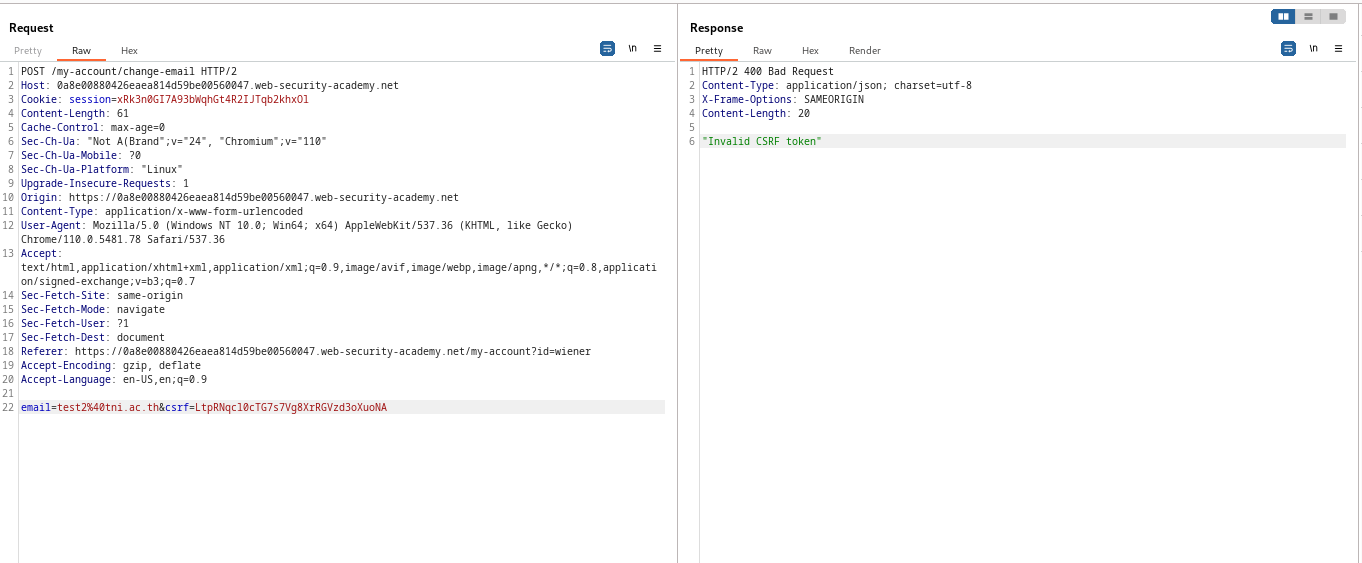 Request
Pretty Raw Hex
\n
1 POST /my-account/change-email HTTP/2
2 Host: 0a8e00880426eaea814d59be00560047.web-security-academy.net
3 Cookie: session=xRk3n0GI7A93bWqhGt4R2IJTqb2khxOl
4 Content-Length: 61
5 Cache-Control: max-age=0
6 Sec-Ch-Ua: "Not A(Brand";v="24", "Chromium";v="110"
7 Sec-Ch-Ua-Mobile: ?0
8 Sec-Ch-Ua-Platform: "Linux"
9 Upgrade-Insecure-Requests: 1
10 Origin: https://0a8e00880426eaea814d59be00560047.web-security-academy.net
11 Content-Type: application/x-www-form-urlencoded
12 User-Agent: Mozilla/5.0 (Windows NT 10.0; Win64; x64) AppleWebKit/537.36 (KHTML, like Gecko)
Chrome/110.0.5481.78 Safari/537.36
13 Accept:
text/html,application/xhtml+xml,application/xml;q=0.9,image/avif,image/webp,image/apng,*/*;q=0.8,applicati
on/signed-exchange;v=b3;q=0.7
14 Sec-Fetch-Site: same-origin
15 Sec-Fetch-Mode: navigate
16 Sec-Fetch-User: ?1
17 Sec-Fetch-Dest: document
18 Referer: https://0a8e00880426eaea814d59be00560047.web-security-academy.net/my-account?id=wiener
19 Accept-Encoding: gzip, deflate
20 Accept-Language: en-US,en;q=0.9
21
22 email=test2%40tni.ac.th&csrf=LtpRNqcl0cTG7s7Vg8XrRGVzd3oXuoNA
Response
Pretty Raw Hex Render
\n
1 HTTP/2 400 Bad Request
2 Content-Type: application/json; charset=utf-8
3 X-Frame-Options: SAMEORIGIN
4 Content-Length: 20
5
6 "Invalid CSRF token"